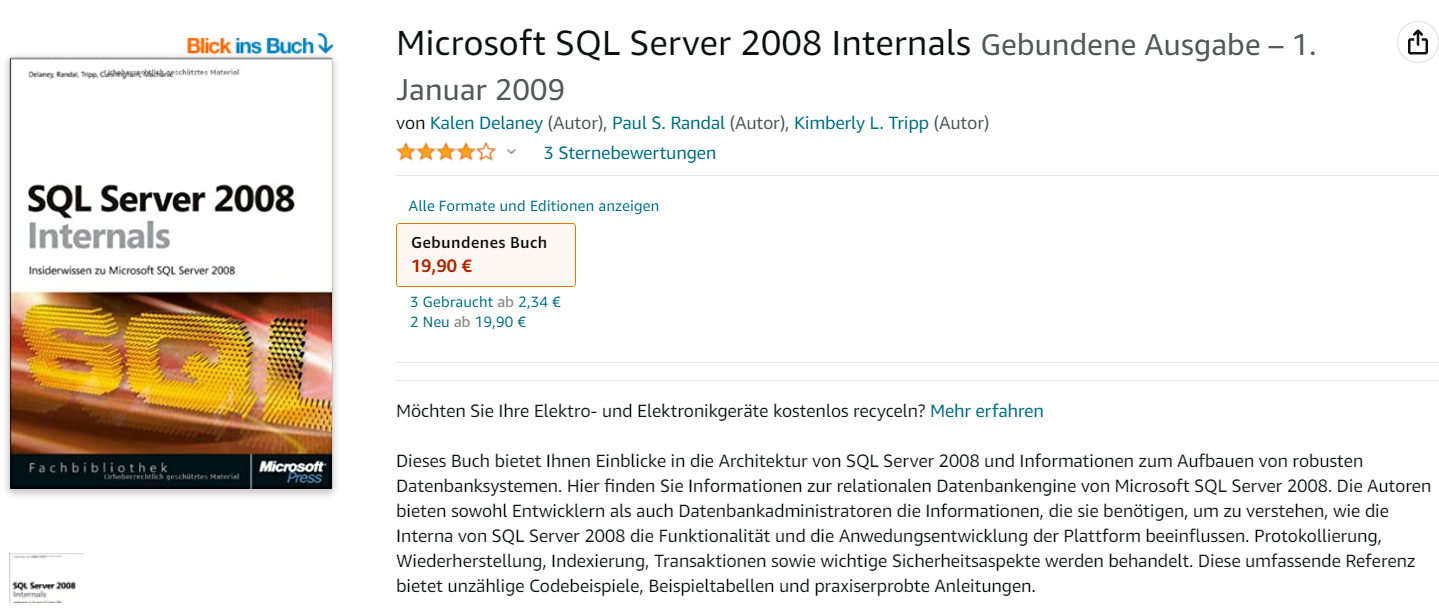 Blick ins Buch
Delaney, Randal, Tripp,
Urheberrechtlich geschütztes Material
SQL Server 2008
Internals
Insiderwissen zu Microsoft SQL Server 2008
SQL
Fachbibliothek
Urheberrechtlich geschütztes Material
Microsoft
Press
SQL Server 2008
Internals
Microsoft SQL Server 2008 Internals Gebundene Ausgabe – 1.
Januar 2009
von Kalen Delaney (Autor), Paul S. Randal (Autor), Kimberly L. Tripp (Autor)
3 Sternebewertungen
Alle Formate und Editionen anzeigen
Gebundenes Buch
19,90 €
3 Gebraucht ab 2,34 €
2 Neu ab 19,90 €
Möchten Sie Ihre Elektro- und Elektronikgeräte kostenlos recyceln? Mehr erfahren
Dieses Buch bietet Ihnen Einblicke in die Architektur von SQL Server 2008 und Informationen zum Aufbauen von robusten
Datenbanksystemen. Hier finden Sie Informationen zur relationalen Datenbankengine von Microsoft SQL Server 2008. Die Autoren
bieten sowohl Entwicklern als auch Datenbankadministratoren die Informationen, die sie benötigen, um zu verstehen, wie die
Interna von SQL Server 2008 die Funktionalität und die Anwedungsentwicklung der Plattform beeinflussen. Protokollierung,
Wiederherstellung, Indexierung, Transaktionen sowie wichtige Sicherheitsaspekte werden behandelt. Diese umfassende Referenz
bietet unzählige Codebeispiele, Beispieltabellen und praxiserprobte Anleitungen.